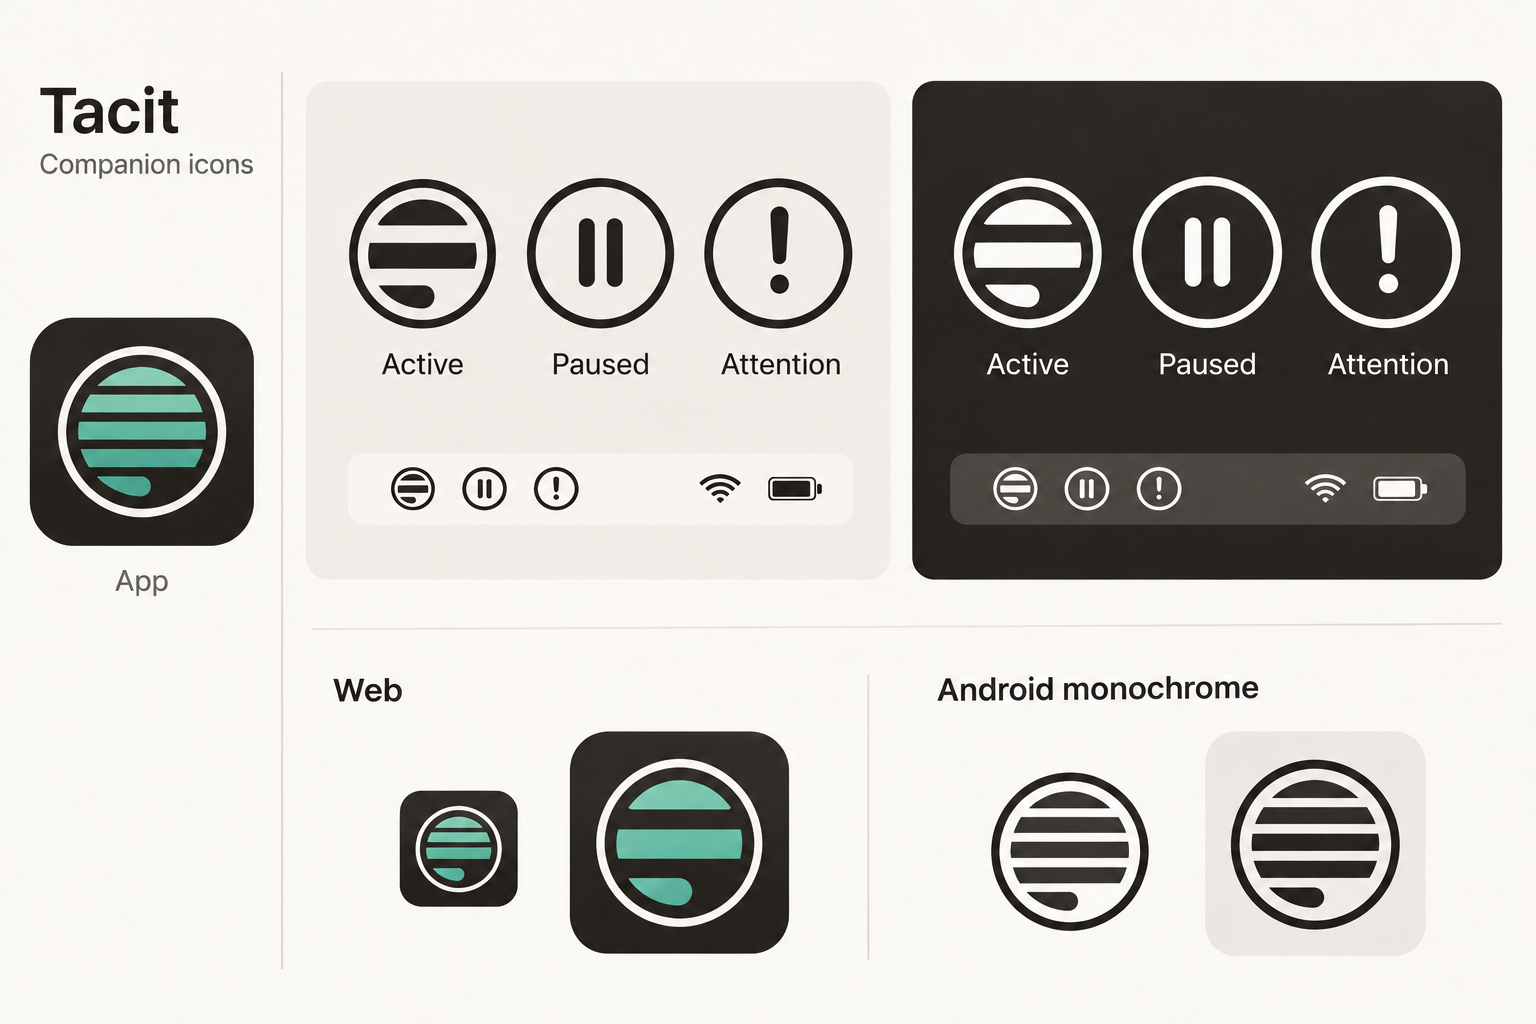 Tacit
Companion icons
App
Active
Paused
Attention
Active
Paused
Attention
Web
Android monochrome